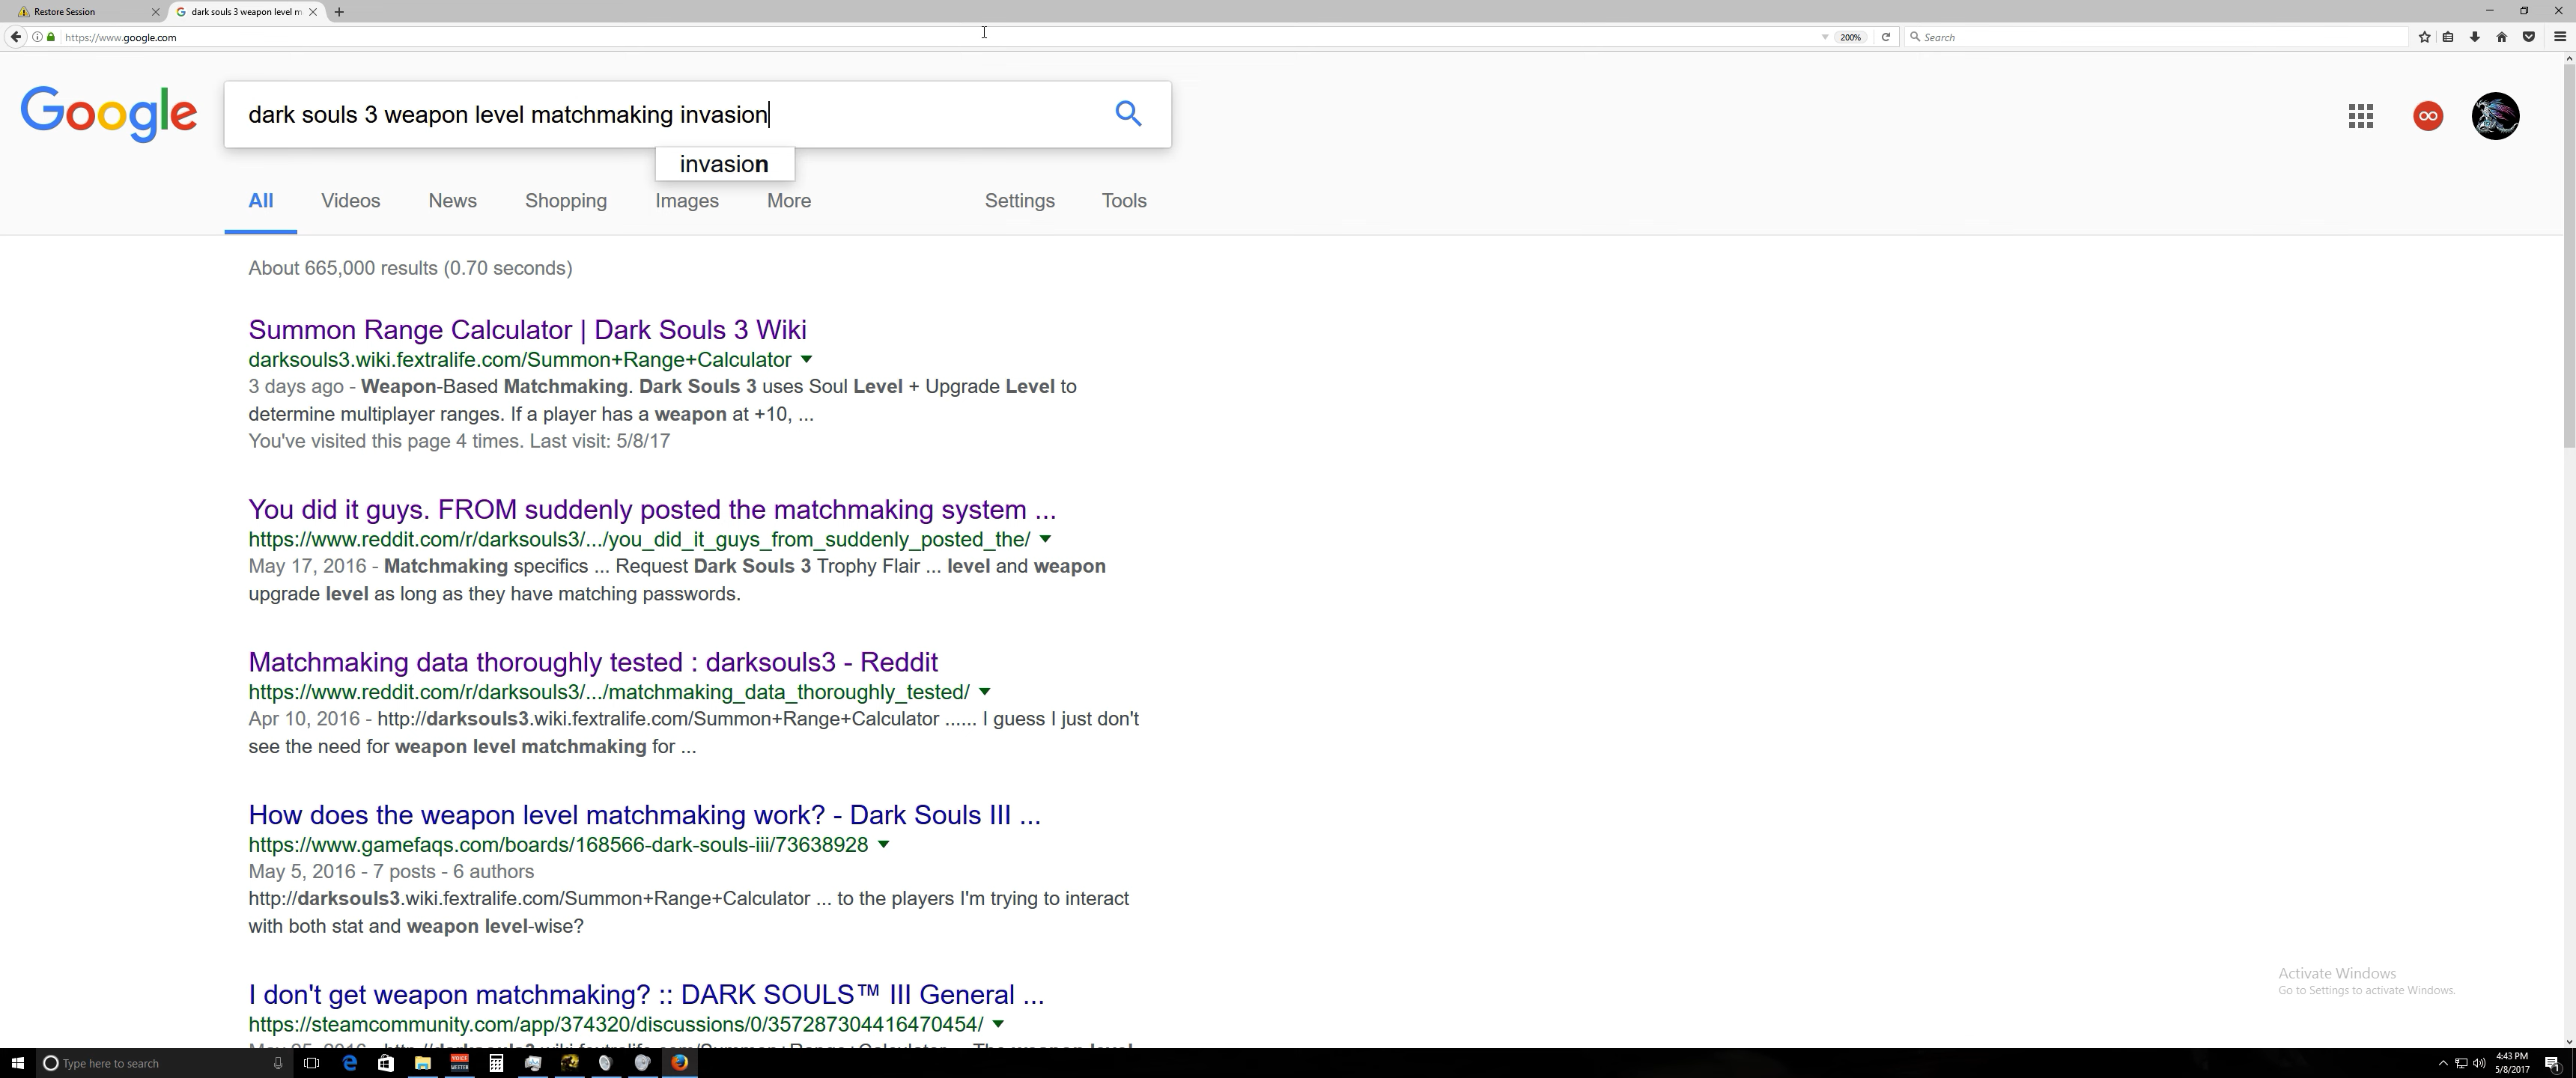 Restore Session
dark souls 3 weapon level m
https://www.google.com
200%
Search
Google
dark souls 3 weapon level matchmaking invasion
invasion
All Videos News Shopping Images More Settings Tools
About 665,000 results (0.70 seconds)
Summon Range Calculator | Dark Souls 3 Wiki
darksouls3.wiki.fextralife.com/Summon+Range+Calculator
3 days ago - Weapon-Based Matchmaking. Dark Souls 3 uses Soul Level + Upgrade Level to
determine multiplayer ranges. If a player has a weapon at +10, ...
You've visited this page 4 times. Last visit: 5/8/17
You did it guys. FROM suddenly posted the matchmaking system ...
https://www.reddit.com/r/darksouls3/.../you_did_it_guys_from_suddenly_posted_the/
May 17, 2016 - Matchmaking specifics ... Request Dark Souls 3 Trophy Flair ... level and weapon
upgrade level as long as they have matching passwords.
Matchmaking data thoroughly tested : darksouls3 - Reddit
https://www.reddit.com/r/darksouls3/.../matchmaking_data_thoroughly_tested/
Apr 10, 2016 - http://darksouls3.wiki.fextralife.com/Summon+Range+Calculator ...... I guess I just don't
see the need for weapon level matchmaking for ...
How does the weapon level matchmaking work? - Dark Souls III ...
https://www.gamefaqs.com/boards/168566-dark-souls-iii/73638928
May 5, 2016 - 7 posts - 6 authors
http://darksouls3.wiki.fextralife.com/Summon+Range+Calculator ... to the players I'm trying to interact
with both stat and weapon level-wise?
I don't get weapon matchmaking? :: DARK SOULS™ III General ...
https://steamcommunity.com/app/374320/discussions/0/357287304416470454/
Activate Windows
Go to Settings to activate Windows.
Type here to search
4:43 PM
5/8/2017